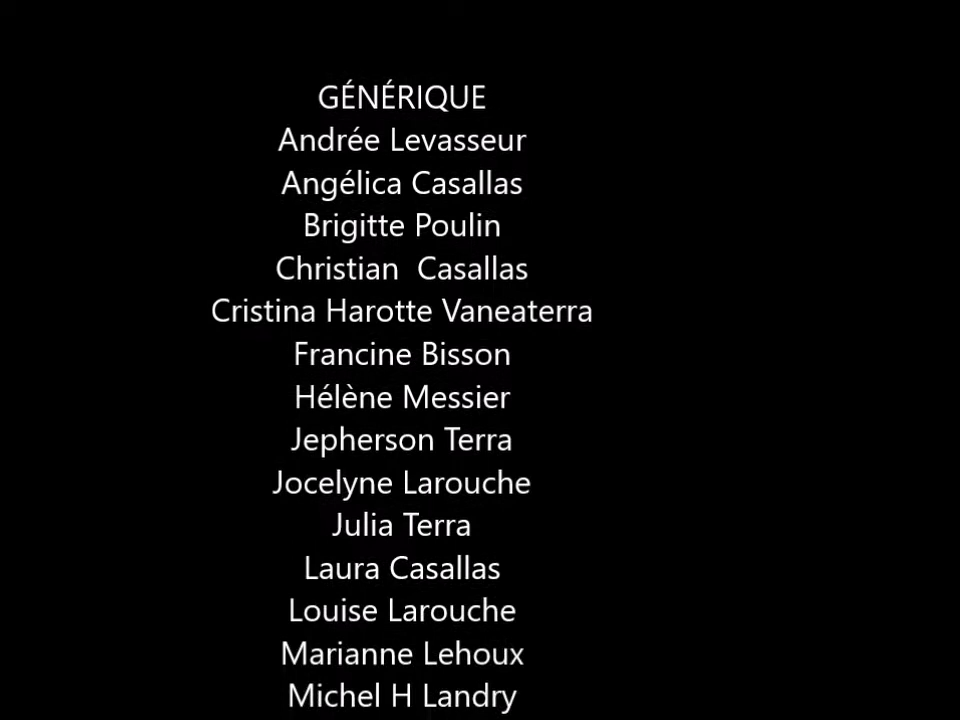 GÉNÉRIQUE
Andrée Levasseur
Angélica Casallas
Brigitte Poulin
Christian  Casallas
Cristina Harotte Vaneaterra
Francine Bisson
Hélène Messier
Jepherson Terra
Jocelyne Larouche
Julia Terra
Laura Casallas
Louise Larouche
Marianne Lehoux
Michel H Landry